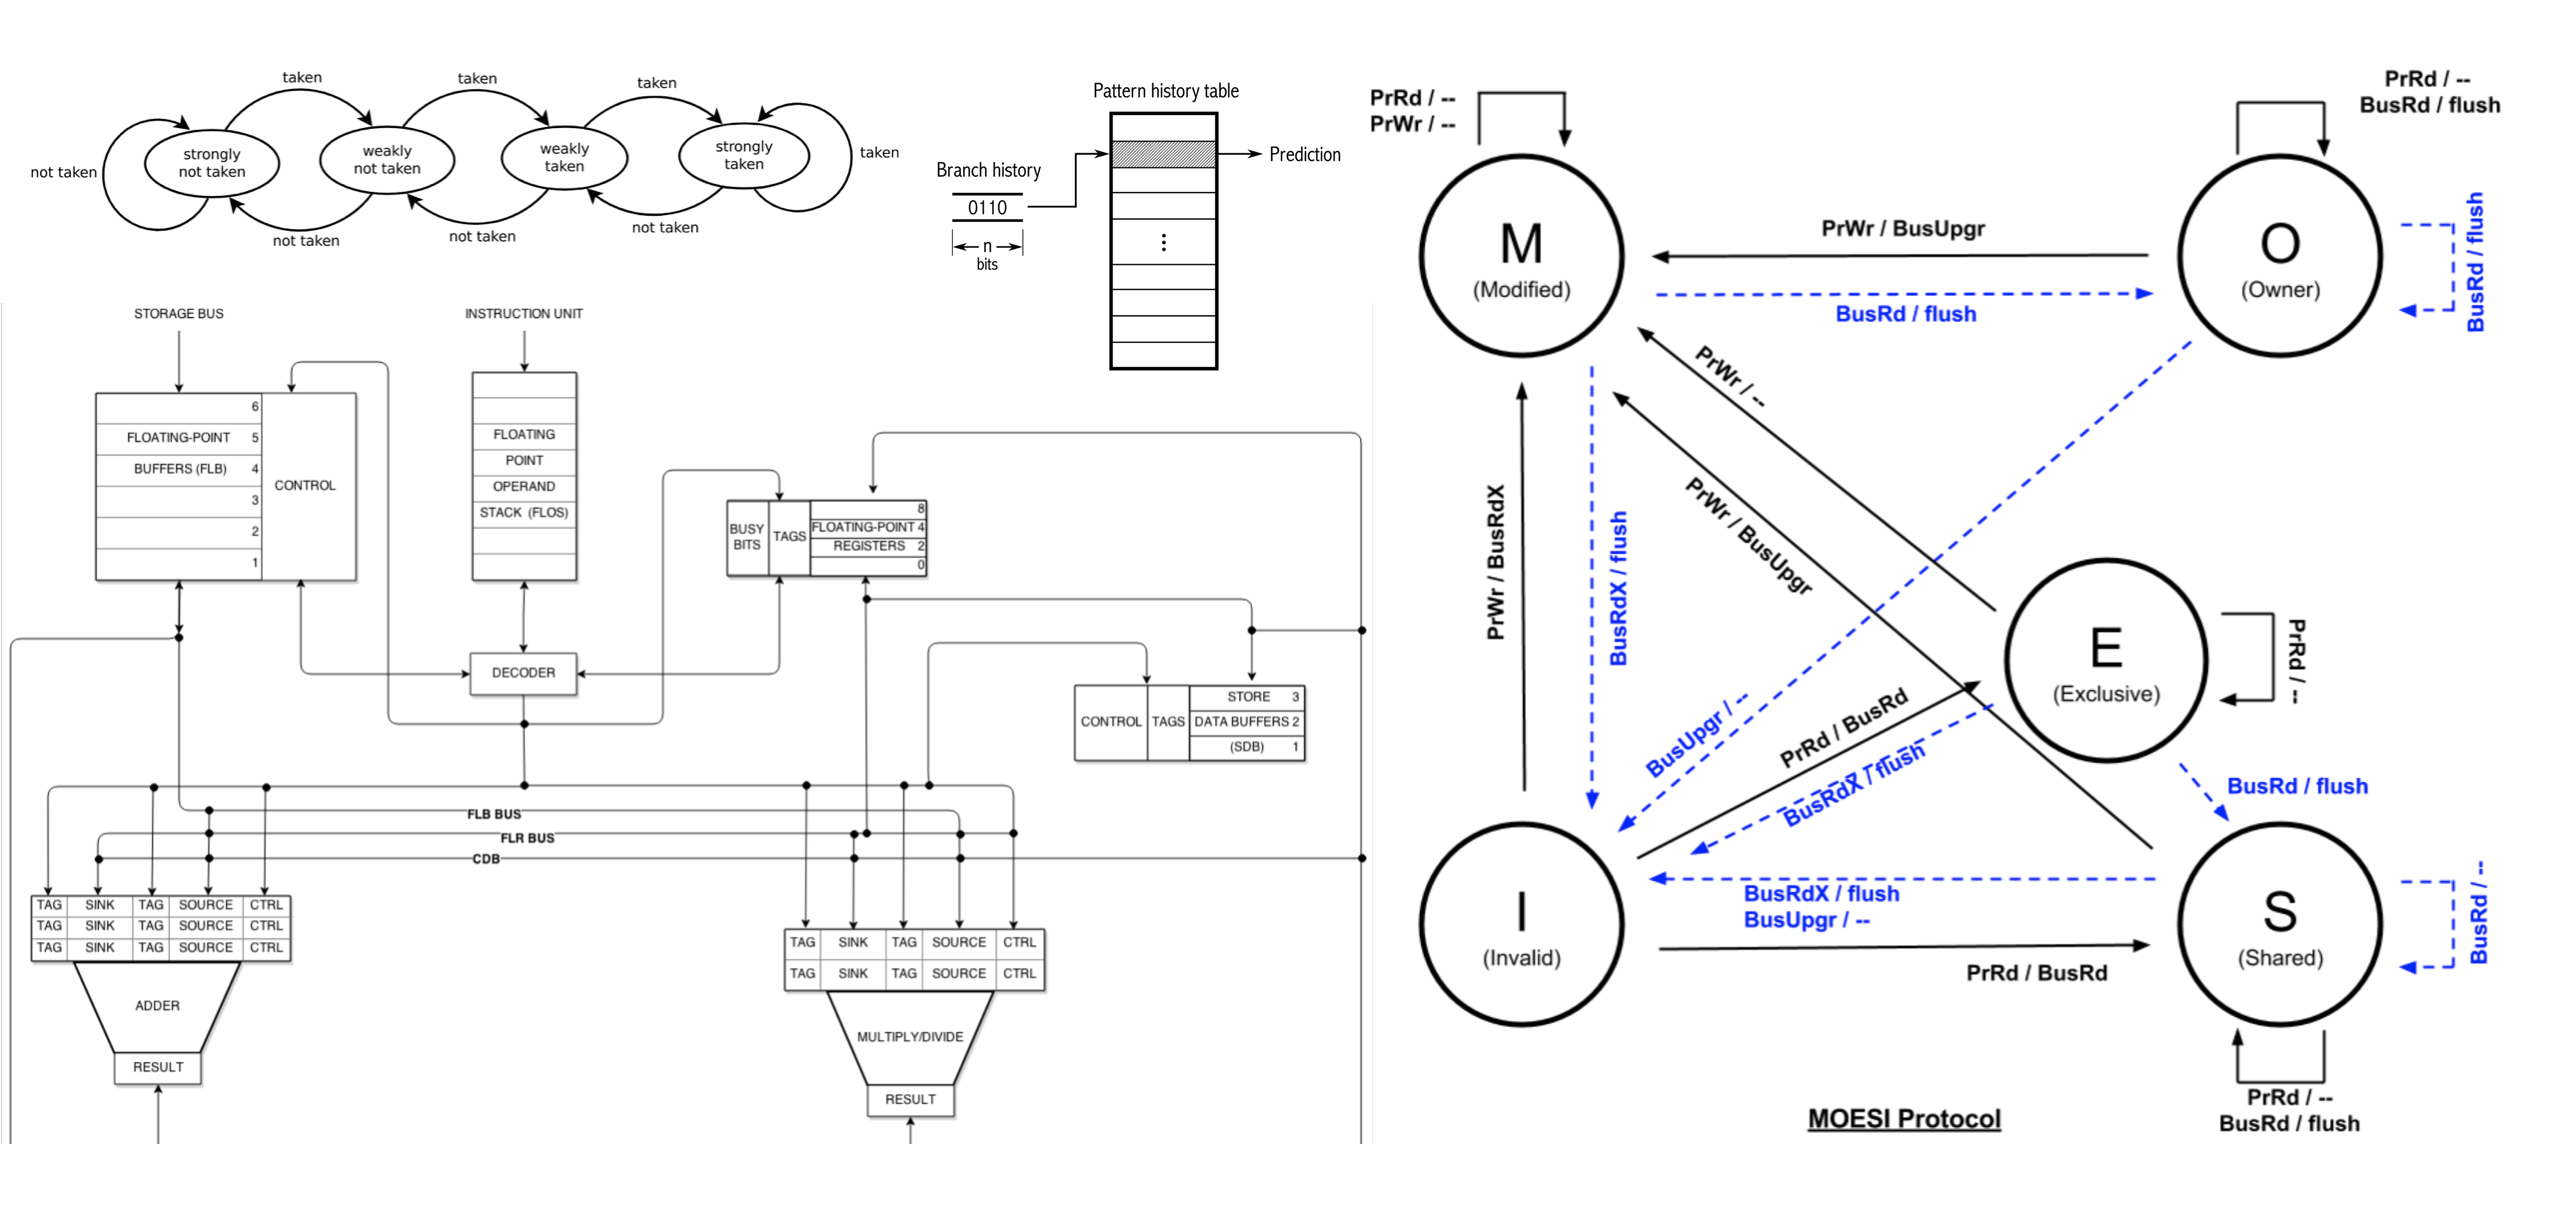 taken
taken
taken
not taken
strongly
not taken
weakly
not taken
weakly
taken
strongly
taken
taken
not taken
not taken
not taken
Pattern history table
Branch history
0110
n
bits
Prediction
STORAGE BUS
INSTRUCTION UNIT
6
FLOATING-POINT 5
BUFFERS (FLB) 4
3
2
1
CONTROL
FLOATING
POINT
OPERAND
STACK (FLOS)
BUSY
BITS
TAGS
8
FLOATING-POINT 4
REGISTERS 2
0
DECODER
CONTROL
TAGS
STORE 3
DATA BUFFERS 2
(SDB) 1
FLB BUS
FLR BUS
CDB
TAG SINK TAG SOURCE CTRL
TAG SINK TAG SOURCE CTRL
TAG SINK TAG SOURCE CTRL
ADDER
RESULT
TAG SINK TAG SOURCE CTRL
TAG SINK TAG SOURCE CTRL
MULTIPLY/DIVIDE
RESULT
PrRd / --
PrWr / --
PrRd / --
BusRd / flush
M
(Modified)
PrWr / BusUpgr
BusRd / flush
O
(Owner)
BusRd / flush
PrWr / --
PrWr / BusUpgr
PrWr / BusRdX
BusRdX / flush
BusUpgr / --
PrRd / BusRd
BusRdX / flush
E
(Exclusive)
PrRd / --
BusRd / flush
I
(Invalid)
BusRdX / flush
BusUpgr / --
PrRd / BusRd
S
(Shared)
BusRd / --
PrRd / --
BusRd / flush
MOESI Protocol